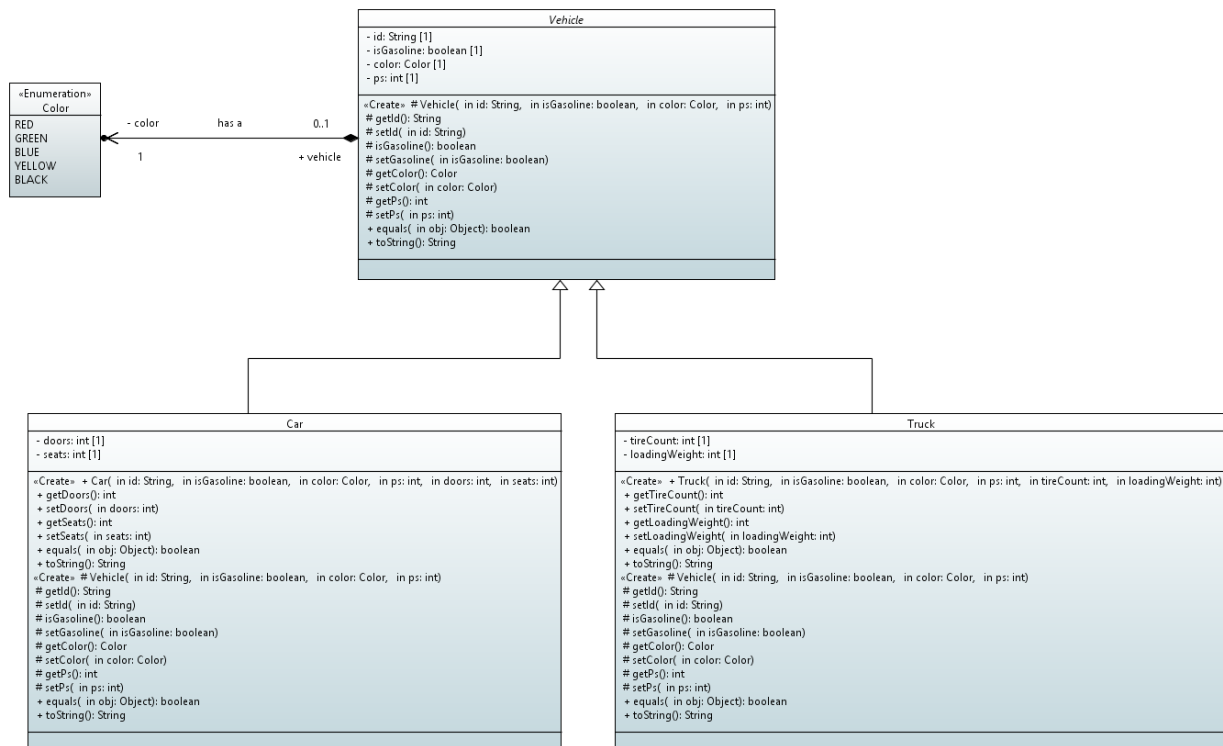 Vehicle
- id: String [1]
- isGasoline: boolean [1]
- color: Color [1]
- ps: int [1]
«Create» # Vehicle( in id: String, in isGasoline: boolean, in color: Color, in ps: int)
# getId(): String
# setId( in id: String)
# isGasoline(): boolean
# setGasoline( in isGasoline: boolean)
# getColor(): Color
# setColor( in color: Color)
# getPs(): int
# setPs( in ps: int)
+ equals( in obj: Object): boolean
+ toString(): String
«Enumeration»
Color
RED
GREEN
BLUE
YELLOW
BLACK
- color has a 0..1
1 + vehicle
Car
- doors: int [1]
- seats: int [1]
«Create» + Car( in id: String, in isGasoline: boolean, in color: Color, in ps: int, in doors: int, in seats: int)
+ getDoors(): int
+ setDoors( in doors: int)
+ getSeats(): int
+ setSeats( in seats: int)
+ equals( in obj: Object): boolean
+ toString(): String
«Create» # Vehicle( in id: String, in isGasoline: boolean, in color: Color, in ps: int)
# getId(): String
# setId( in id: String)
# isGasoline(): boolean
# setGasoline( in isGasoline: boolean)
# getColor(): Color
# setColor( in color: Color)
# getPs(): int
# setPs( in ps: int)
+ equals( in obj: Object): boolean
+ toString(): String
Truck
- tireCount: int [1]
- loadingWeight: int [1]
«Create» + Truck( in id: String, in isGasoline: boolean, in color: Color, in ps: int, in tireCount: int, in loadingWeight: int)
+ getTireCount(): int
+ setTireCount( in tireCount: int)
+ getLoadingWeight(): int
+ setLoadingWeight( in loadingWeight: int)
+ equals( in obj: Object): boolean
+ toString(): String
«Create» # Vehicle( in id: String, in isGasoline: boolean, in color: Color, in ps: int)
# getId(): String
# setId( in id: String)
# isGasoline(): boolean
# setGasoline( in isGasoline: boolean)
# getColor(): Color
# setColor( in color: Color)
# getPs(): int
# setPs( in ps: int)
+ equals( in obj: Object): boolean
+ toString(): String